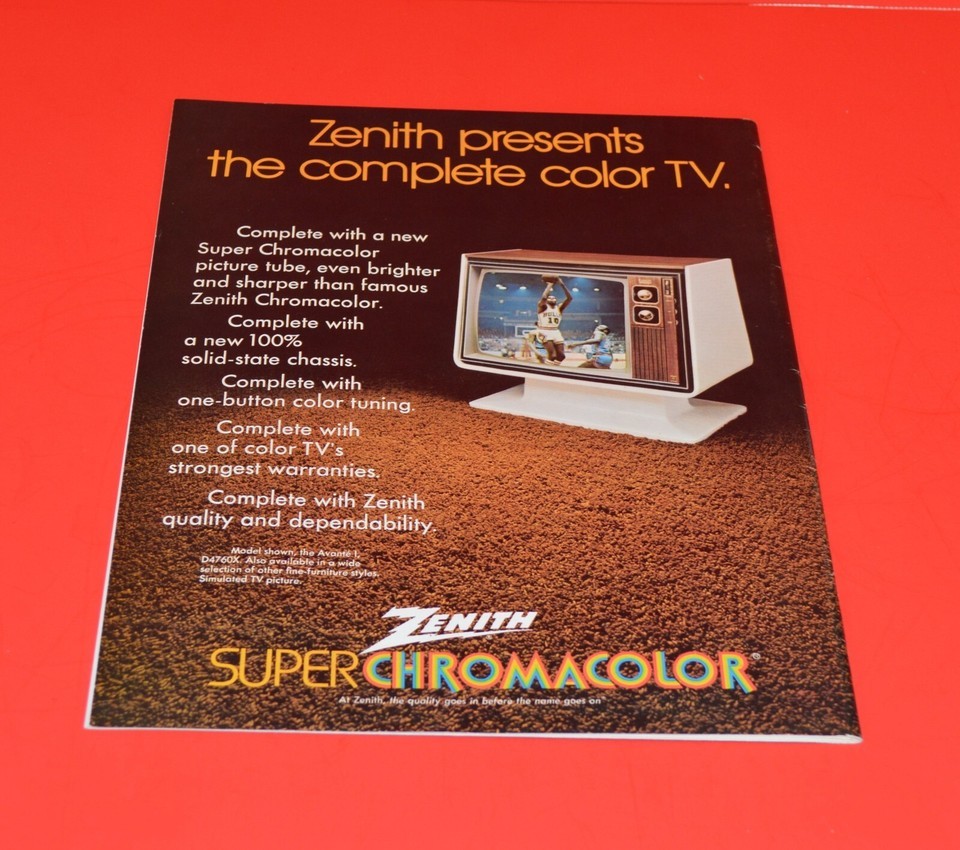 Zenith presents
the complete color TV.
Complete with a new
Super Chromacolor
picture tube, even brighter
and sharper than famous
Zenith Chromacolor.
Complete with
a new 100%
solid-state chassis.
Complete with
one-button color tuning.
Complete with
one of color TV's
strongest warranties.
Complete with Zenith
quality and dependability.
Model shown, the Avanté I,
D4760X. Also available in a wide
selection of other fine-furniture styles.
Simulated TV picture.
ZENITH
SUPER CHROMACOLOR®
At Zenith, the quality goes in before the name goes on